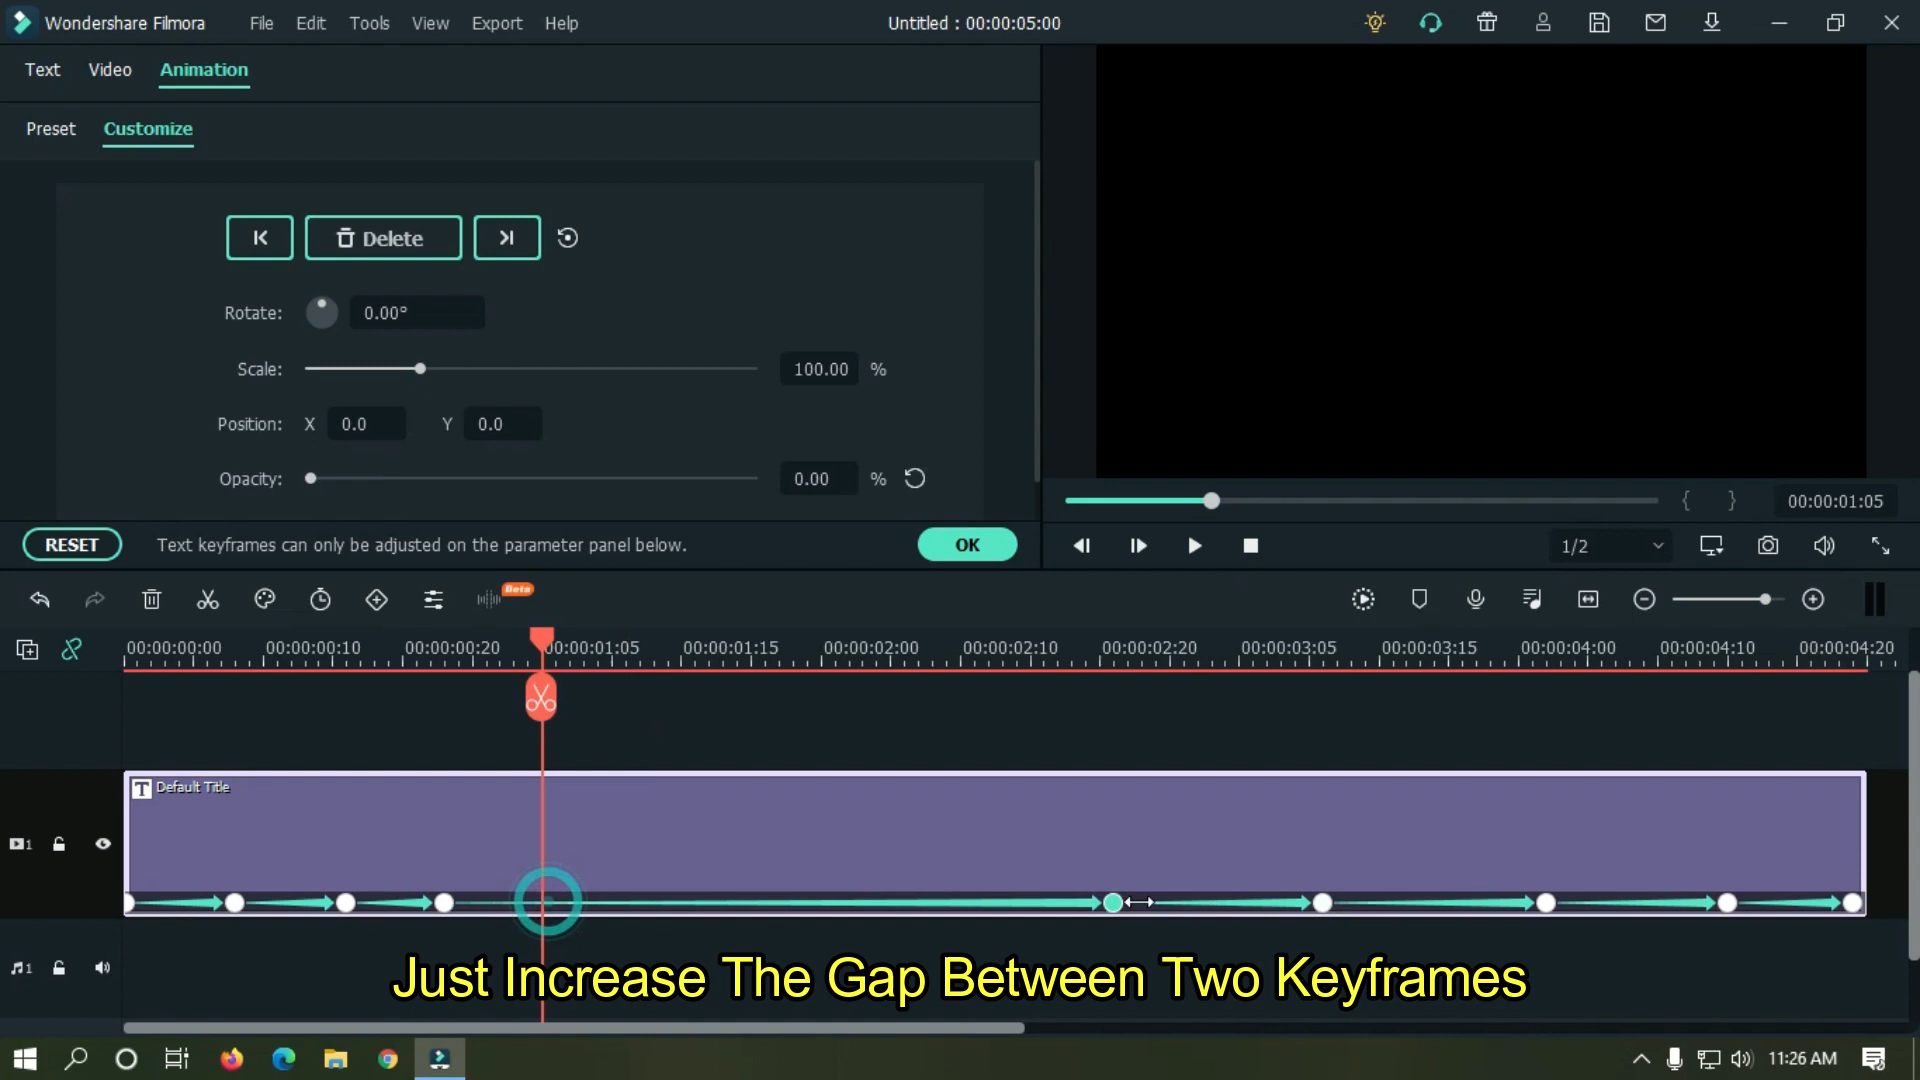 Wondershare Filmora File Edit Tools View Export Help Untitled : 00:00:05:00
Text Video Animation
Preset Customize
Delete
Rotate: 0.00°
Scale: 100.00 %
Position: X 0.0 Y 0.0
Opacity: 0.00 %
{ } 00:00:01:05
RESET Text keyframes can only be adjusted on the parameter panel below. OK
1/2
Beta
00:00:00:00 00:00:00:10 00:00:00:20 00:00:01:05 00:00:01:15 00:00:02:00 00:00:02:10 00:00:02:20 00:00:03:05 00:00:03:15 00:00:04:00 00:00:04:10 00:00:04:20
T Default Title
1
1
Just Increase The Gap Between Two Keyframes
11:26 AM